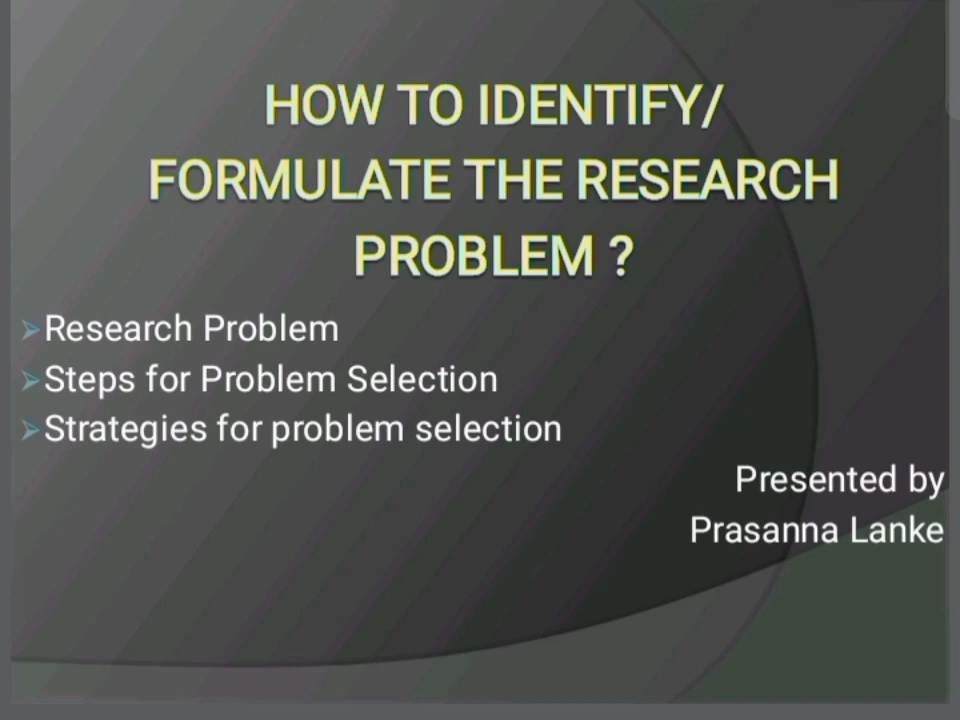 HOW TO IDENTIFY/
FORMULATE THE RESEARCH
PROBLEM ?
➢Research Problem
➢Steps for Problem Selection
➢Strategies for problem selection
Presented by
Prasanna Lanke